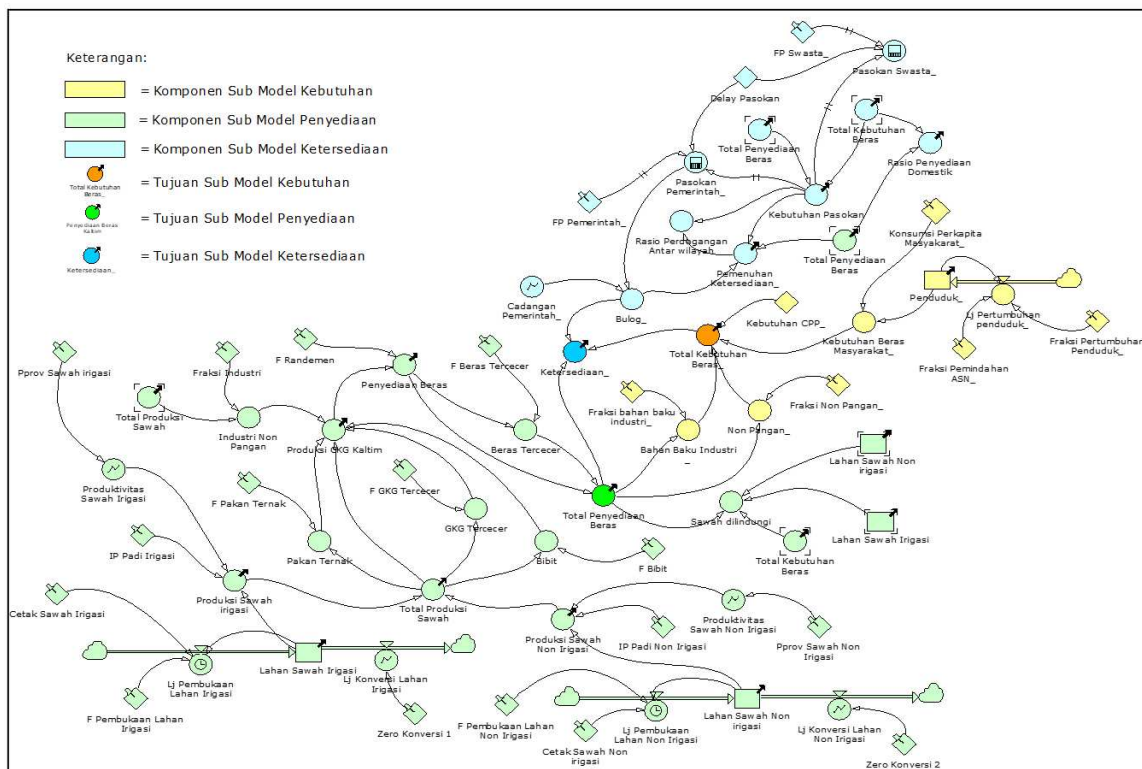 Keterangan:
= Komponen Sub Model Kebutuhan
= Komponen Sub Model Penyediaan
= Komponen Sub Model Ketersediaan
Total Kebutuhan
Beras_
= Tujuan Sub Model Kebutuhan
Penyediaan Beras
Kaltim
= Tujuan Sub Model Penyediaan
Ketersediaan_
= Tujuan Sub Model Ketersediaan
FP Swasta_
Pasokan Swasta_
Delay Pasokan
Total Penyediaan
Beras
Total Kebutuhan
Beras
Rasio Penyediaan
Domestik
Pasokan
Pemerintah_
FP Pemerintah_
Kebutuhan Pasokan
Rasio Perdagangan
Antar wilayah
Total Penyediaan
Beras
Pemenuhan
Ketersediaan_
Konsumsi Perkapita
Masyakarat_
Penduduk_
Lj Pertumbuhan
penduduk_
Cadangan
Pemerintah_
Bulog_
Kebutuhan CPP_
Kebutuhan Beras
Masyarakat_
Fraksi Pertumbuhan
Penduduk_
Fraksi Pemindahan
ASN_
Total Kebutuhan
Beras_
Ketersediaan_
F Randemen
F Beras Tercecer
Pprov Sawah irigasi
Fraksi Industri
Penyediaan Beras
Total Produksi
Sawah
Industri Non
Pangan
Produksi GKG Kaltim
Beras Tercecer
Fraksi bahan baku
industri_
Bahan Baku Industri
_
Non
Pangan_
Fraksi Non Pangan_
Lahan Sawah Non
irigasi
Produktivitas
Sawah Irigasi
F Pakan Ternak
F GKG Tercecer
GKG Tercecer
Total Penyediaan
Beras
Sawah dilindungi
Lahan Sawah Irigasi
Total Kebutuhan
Beras
IP Padi Irigasi
Pakan Ternak
Bibit
F Bibit
Cetak Sawah Irigasi
Produksi Sawah
irigasi
Total Produksi
Sawah
Produksi Sawah
Non Irigasi
IP Padi Non Irigasi
Produktivitas
Sawah Non Irigasi
Pprov Sawah Non
Irigasi
Lj Pembukaan
Lahan Irigasi
Lahan Sawah Irigasi
Lj Konversi Lahan
Irigasi
F Pembukaan Lahan
Irigasi
Zero Konversi 1
F Pembukaan Lahan
Non Irigasi
Cetak Sawah Non
irigasi
Lj Pembukaan
Lahan Non Irigasi
Lahan Sawah Non
irigasi
Lj Konversi Lahan
Non Irigasi
Zero Konversi 2